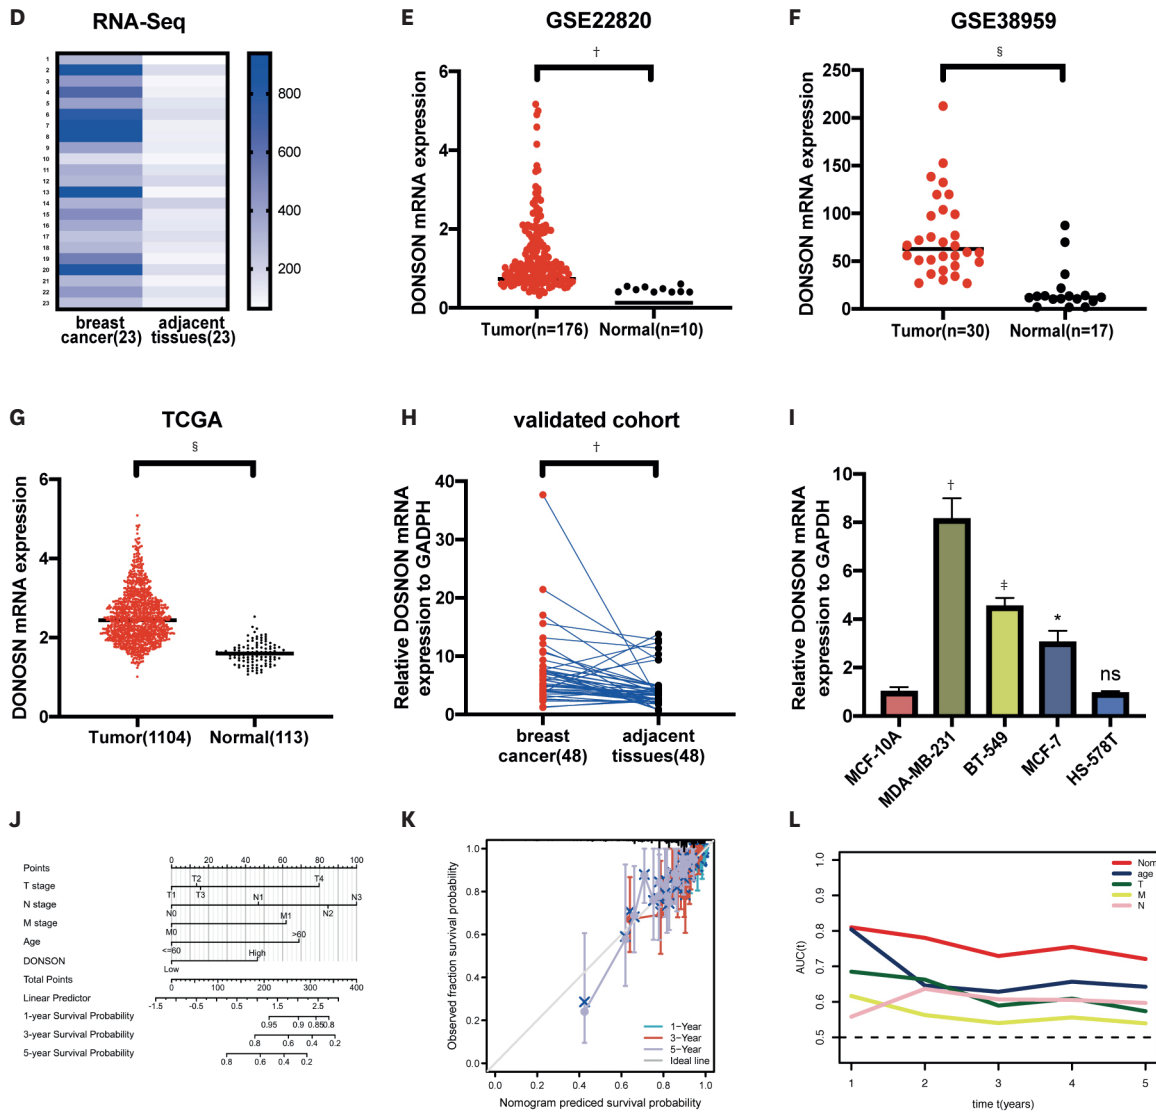 D
RNA-Seq
1
2
3
4
5
6
7
8
9
10
11
12
13
14
15
16
17
18
19
20
21
22
23
800
600
400
200
breast
cancer(23)
adjacent
tissues(23)
E
GSE22820
†
DONSON mRNA expression
6
4
2
0
Tumor(n=176)
Normal(n=10)
F
GSE38959
§
DONSON mRNA expression
250
200
150
100
50
0
Tumor(n=30)
Normal(n=17)
G
TCGA
§
DONOSN mRNA expression
6
4
2
0
Tumor(1104)
Normal(113)
H
validated cohort
†
Relative DOSNON mRNA
expression to GADPH
40
30
20
10
0
breast
cancer(48)
adjacent
tissues(48)
I
Relative DONSON mRNA
expression to GAPDH
10
8
6
4
2
0
†
‡
*
ns
MCF-10A
MDA-MB-231
BT-549
MCF-7
HS-578T
J
Points
0 20 40 60 80 100
T stage
T2 T4
T1 T3
N stage
N1 N3
N0 N2
M stage
M1
M0
Age
>60
<=60
DONSON
High
Low
Total Points
0 100 200 300 400
Linear Predictor
-1.5 -0.5 0.5 1.5 2.5
1-year Survival Probability
0.95 0.9 0.85 0.8
3-year Survival Probability
0.8 0.6 0.4 0.2
5-year Survival Probability
0.8 0.6 0.4 0.2
K
Observed fraction survival probability
1.0
0.8
0.6
0.4
0.2
0.0
1-Year
3-Year
5-Year
Ideal line
0.0 0.2 0.4 0.6 0.8 1.0
Nomogram prediced survival probability
L
AUC(t)
1.0
0.9
0.8
0.7
0.6
0.5
Nom
age
T
M
N
1 2 3 4 5
time t(years)